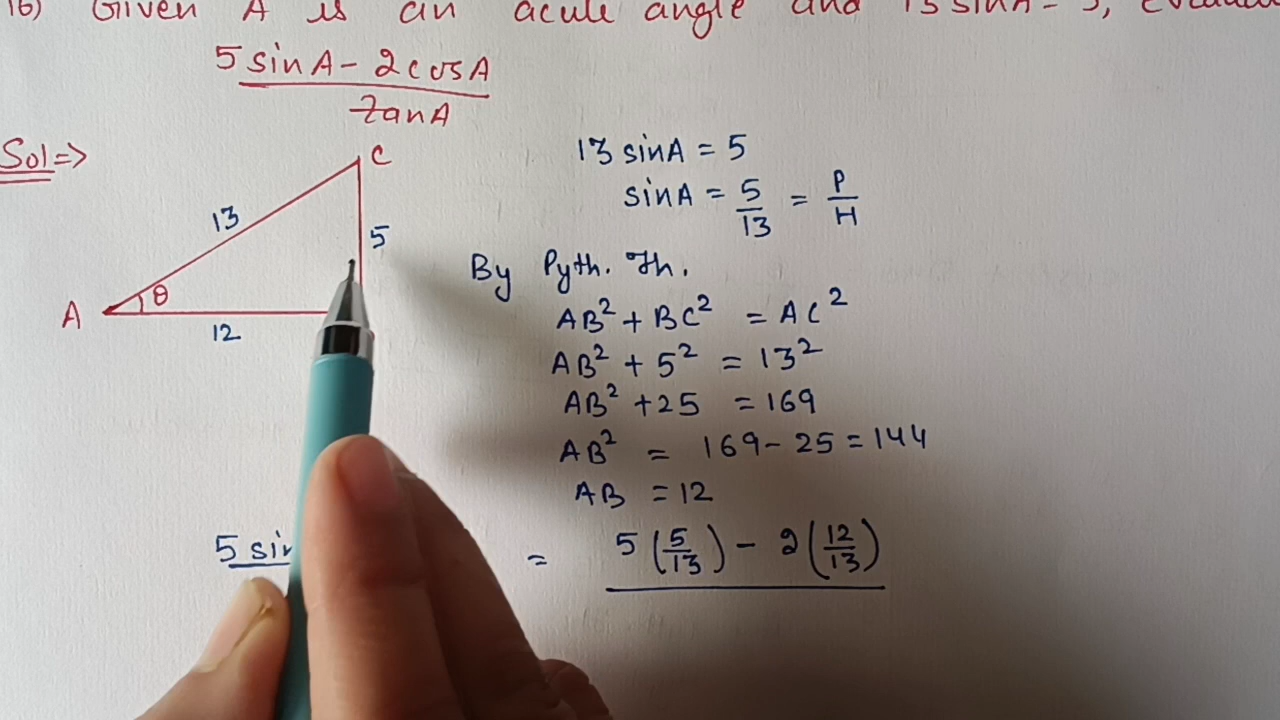 16) Given A is an acute angle and 13 sinA = 5,
5 sinA - 2 cosA
tanA
Sol =>
C
13
5
A
θ
12
13 sinA = 5
sinA = 5/13 = P/H
By Pyth. Th.
AB² + BC² = AC²
AB² + 5² = 13²
AB² + 25 = 169
AB² = 169 - 25 = 144
AB = 12
5 sin = 5 (5/13) - 2 (12/13)